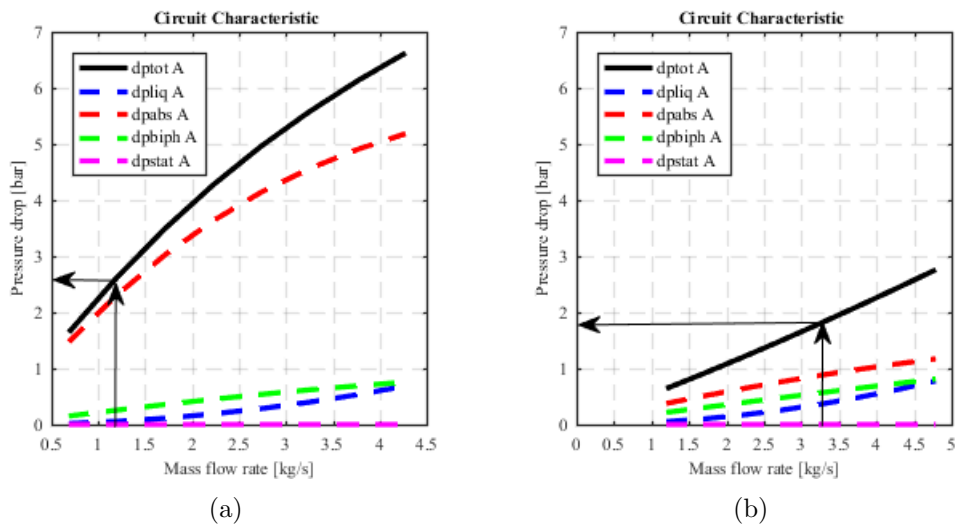 Circuit Characteristic
7
6
5
4
3
2
1
0
Pressure drop [bar]
dptot A
dpliq A
dpabs A
dpbiph A
dpstat A
0.5 1 1.5 2 2.5 3 3.5 4 4.5
Mass flow rate [kg/s]
(a)
Circuit Characteristic
7
6
5
4
3
2
1
0
Pressure drop [bar]
dptot A
dpliq A
dpabs A
dpbiph A
dpstat A
0 0.5 1 1.5 2 2.5 3 3.5 4 4.5 5
Mass flow rate [kg/s]
(b)